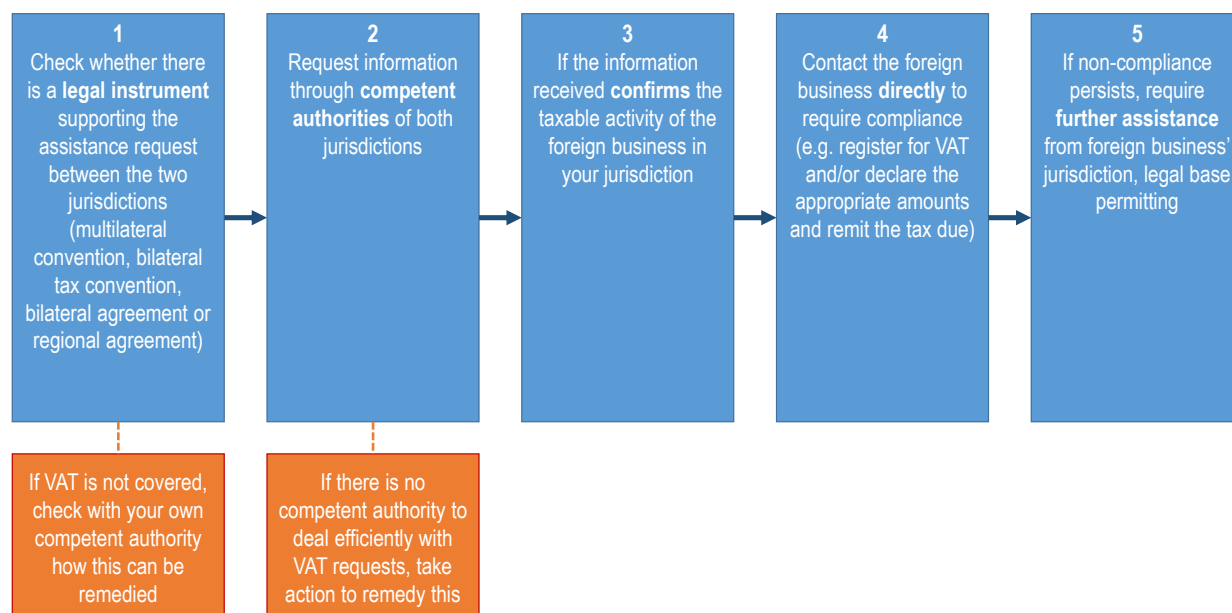 1
Check whether there
is a legal instrument
supporting the
assistance request
between the two
jurisdictions
(multilateral
convention, bilateral
tax convention,
bilateral agreement or
regional agreement)
2
Request information
through competent
authorities of both
jurisdictions
3
If the information
received confirms the
taxable activity of the
foreign business in
your jurisdiction
4
Contact the foreign
business directly to
require compliance
(e.g. register for VAT
and/or declare the
appropriate amounts
and remit the tax due)
5
If non-compliance
persists, require
further assistance
from foreign business’
jurisdiction, legal base
permitting
If VAT is not covered,
check with your own
competent authority
how this can be
remedied
If there is no
competent authority to
deal efficiently with
VAT requests, take
action to remedy this